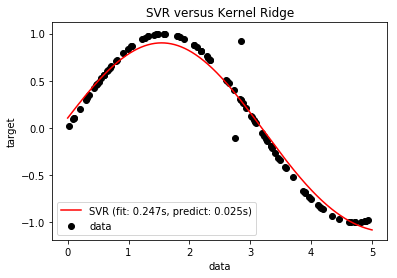 SVR versus Kernel Ridge
1.0
0.5
0.0
−0.5
−1.0
target
SVR (fit: 0.247s, predict: 0.025s)
data
0
1
2
3
4
5
data